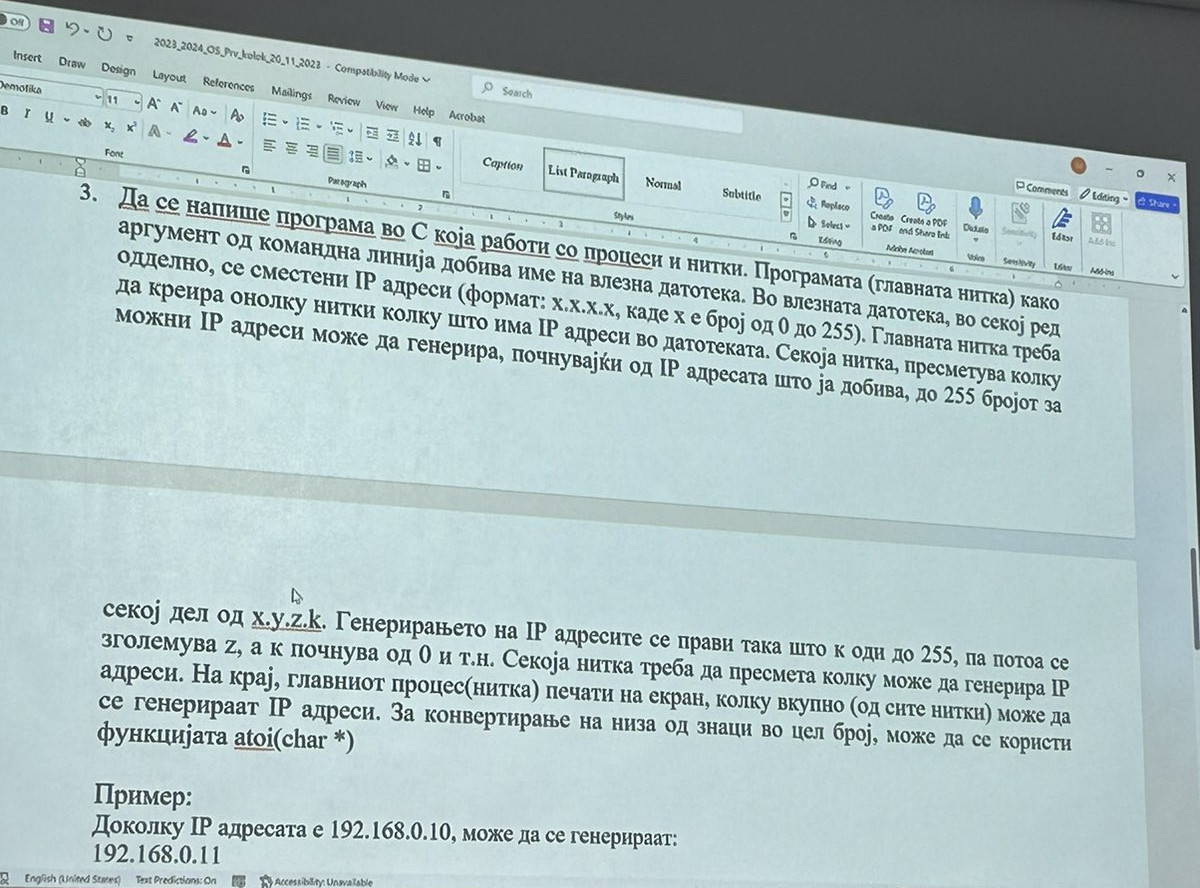 Off
2023_2024_OS_Prv_kolok_20_11_2023 - Compatibility Mode
Search
Insert Draw Design Layout References Mailings Review View Help Acrobat
Comments Editing Share
11
Font
Paragraph
Caption List Paragraph Normal Subtitle
Styles
Find
Replace
Select
Editing
Create a PDF
Create a PDF and Share link
Adobe Acrobat
Dictate
Voice
Sensitivity
Sensitivity
Editor
Editor
Add-ins
Add-ins
3. Да се напише програма во C која работи со процеси и нитки. Програмата (главната нитка) како
аргумент од командна линија добива име на влезна датотека. Во влезната датотека, во секој ред
одделно, се сместени IP адреси (формат: x.x.x.x, каде x е број од 0 до 255). Главната нитка треба
да креира онолку нитки колку што има IP адреси во датотеката. Секоја нитка, пресметува колку
можни IP адреси може да генерира, почнувајќи од IP адресата што ја добива, до 255 бројот за
секој дел од x.y.z.k. Генерирањето на IP адресите се прави така што к оди до 255, па потоа се
зголемува z, а к почнува од 0 и т.н. Секоја нитка треба да пресмета колку може да генерира IP
адреси. На крај, главниот процес(нитка) печати на екран, колку вкупно (од сите нитки) може да
се генерираат IP адреси. За конвертирање на низа од знаци во цел број, може да се користи
функцијата atoi(char *)
Пример:
Доколку IP адресата е 192.168.0.10, може да се генерираат:
192.168.0.11
English (United States) Text Predictions: On Accessibility: Unavailable